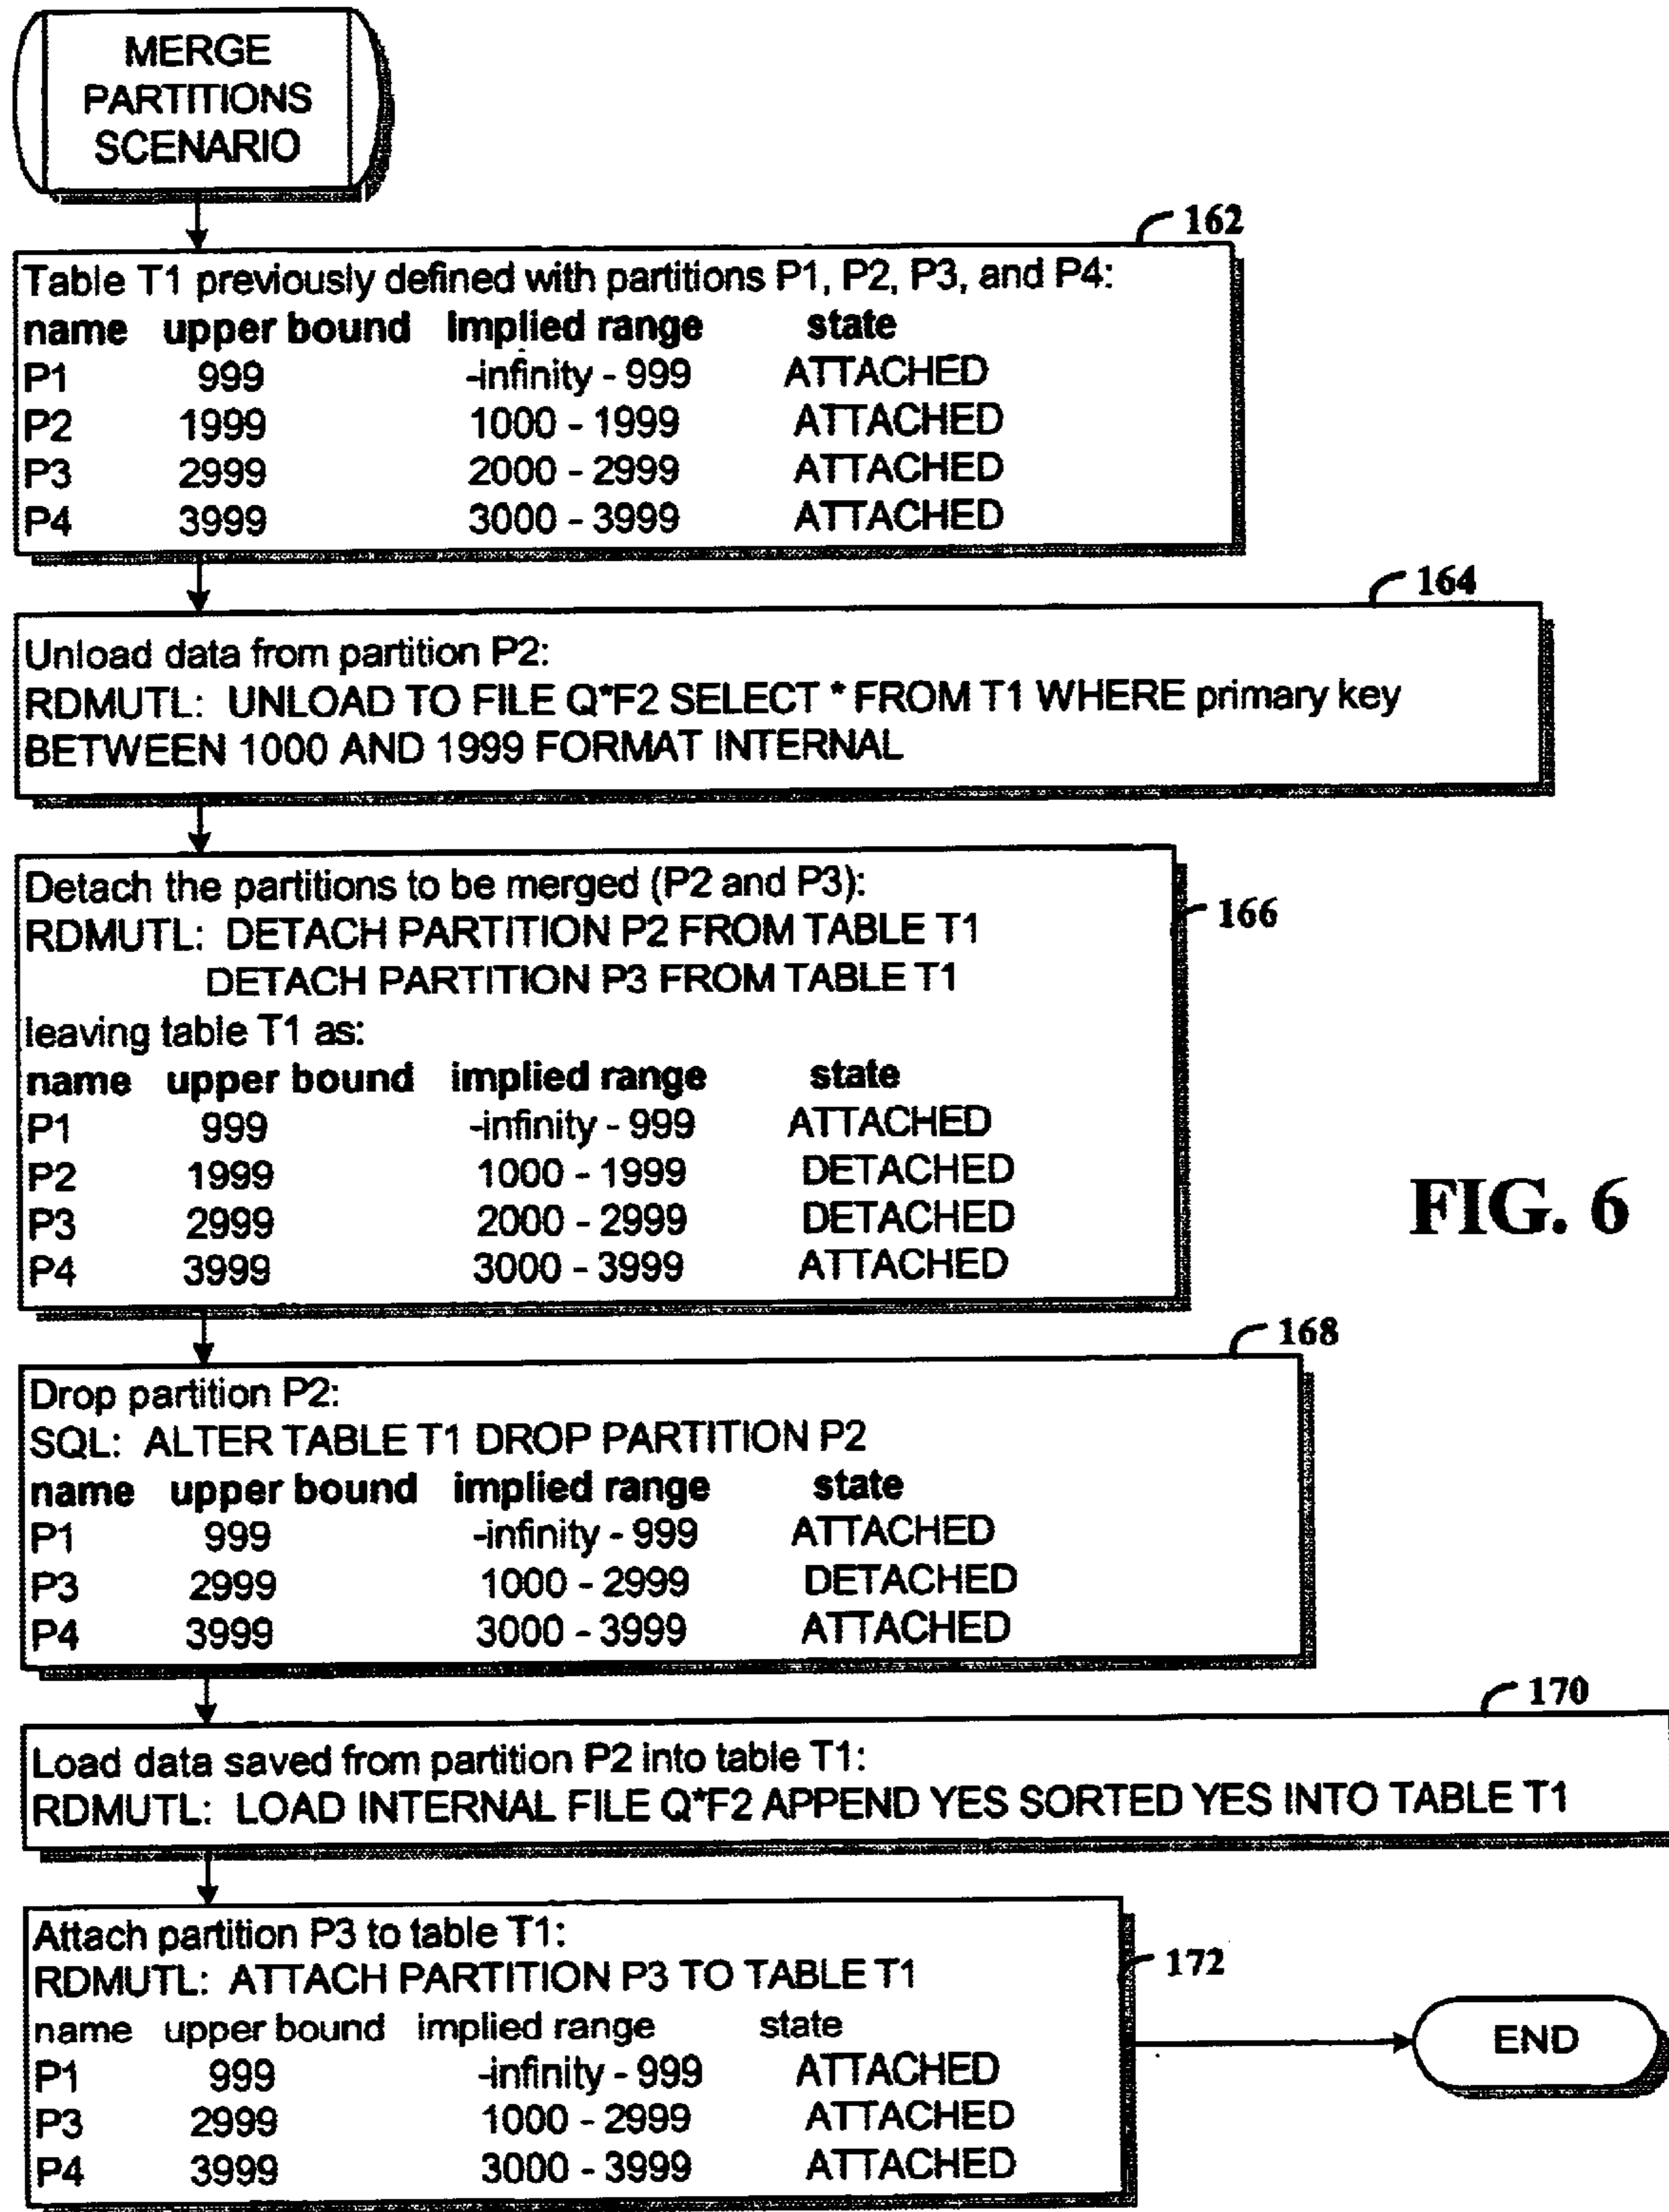 MERGE
PARTITIONS
SCENARIO
162
Table T1 previously defined with partitions P1, P2, P3, and P4:
name upper bound Implied range state
P1 999 -infinity - 999 ATTACHED
P2 1999 1000 - 1999 ATTACHED
P3 2999 2000 - 2999 ATTACHED
P4 3999 3000 - 3999 ATTACHED
164
Unload data from partition P2:
RDMUTL: UNLOAD TO FILE Q*F2 SELECT * FROM T1 WHERE primary key
BETWEEN 1000 AND 1999 FORMAT INTERNAL
166
Detach the partitions to be merged (P2 and P3):
RDMUTL: DETACH PARTITION P2 FROM TABLE T1
DETACH PARTITION P3 FROM TABLE T1
leaving table T1 as:
name upper bound implied range state
P1 999 -infinity - 999 ATTACHED
P2 1999 1000 - 1999 DETACHED
P3 2999 2000 - 2999 DETACHED
P4 3999 3000 - 3999 ATTACHED
FIG. 6
168
Drop partition P2:
SQL: ALTER TABLE T1 DROP PARTITION P2
name upper bound implied range state
P1 999 -infinity - 999 ATTACHED
P3 2999 1000 - 2999 DETACHED
P4 3999 3000 - 3999 ATTACHED
170
Load data saved from partition P2 into table T1:
RDMUTL: LOAD INTERNAL FILE Q*F2 APPEND YES SORTED YES INTO TABLE T1
172
Attach partition P3 to table T1:
RDMUTL: ATTACH PARTITION P3 TO TABLE T1
name upper bound implied range state
P1 999 -infinity - 999 ATTACHED
P3 2999 1000 - 2999 ATTACHED
P4 3999 3000 - 3999 ATTACHED
END